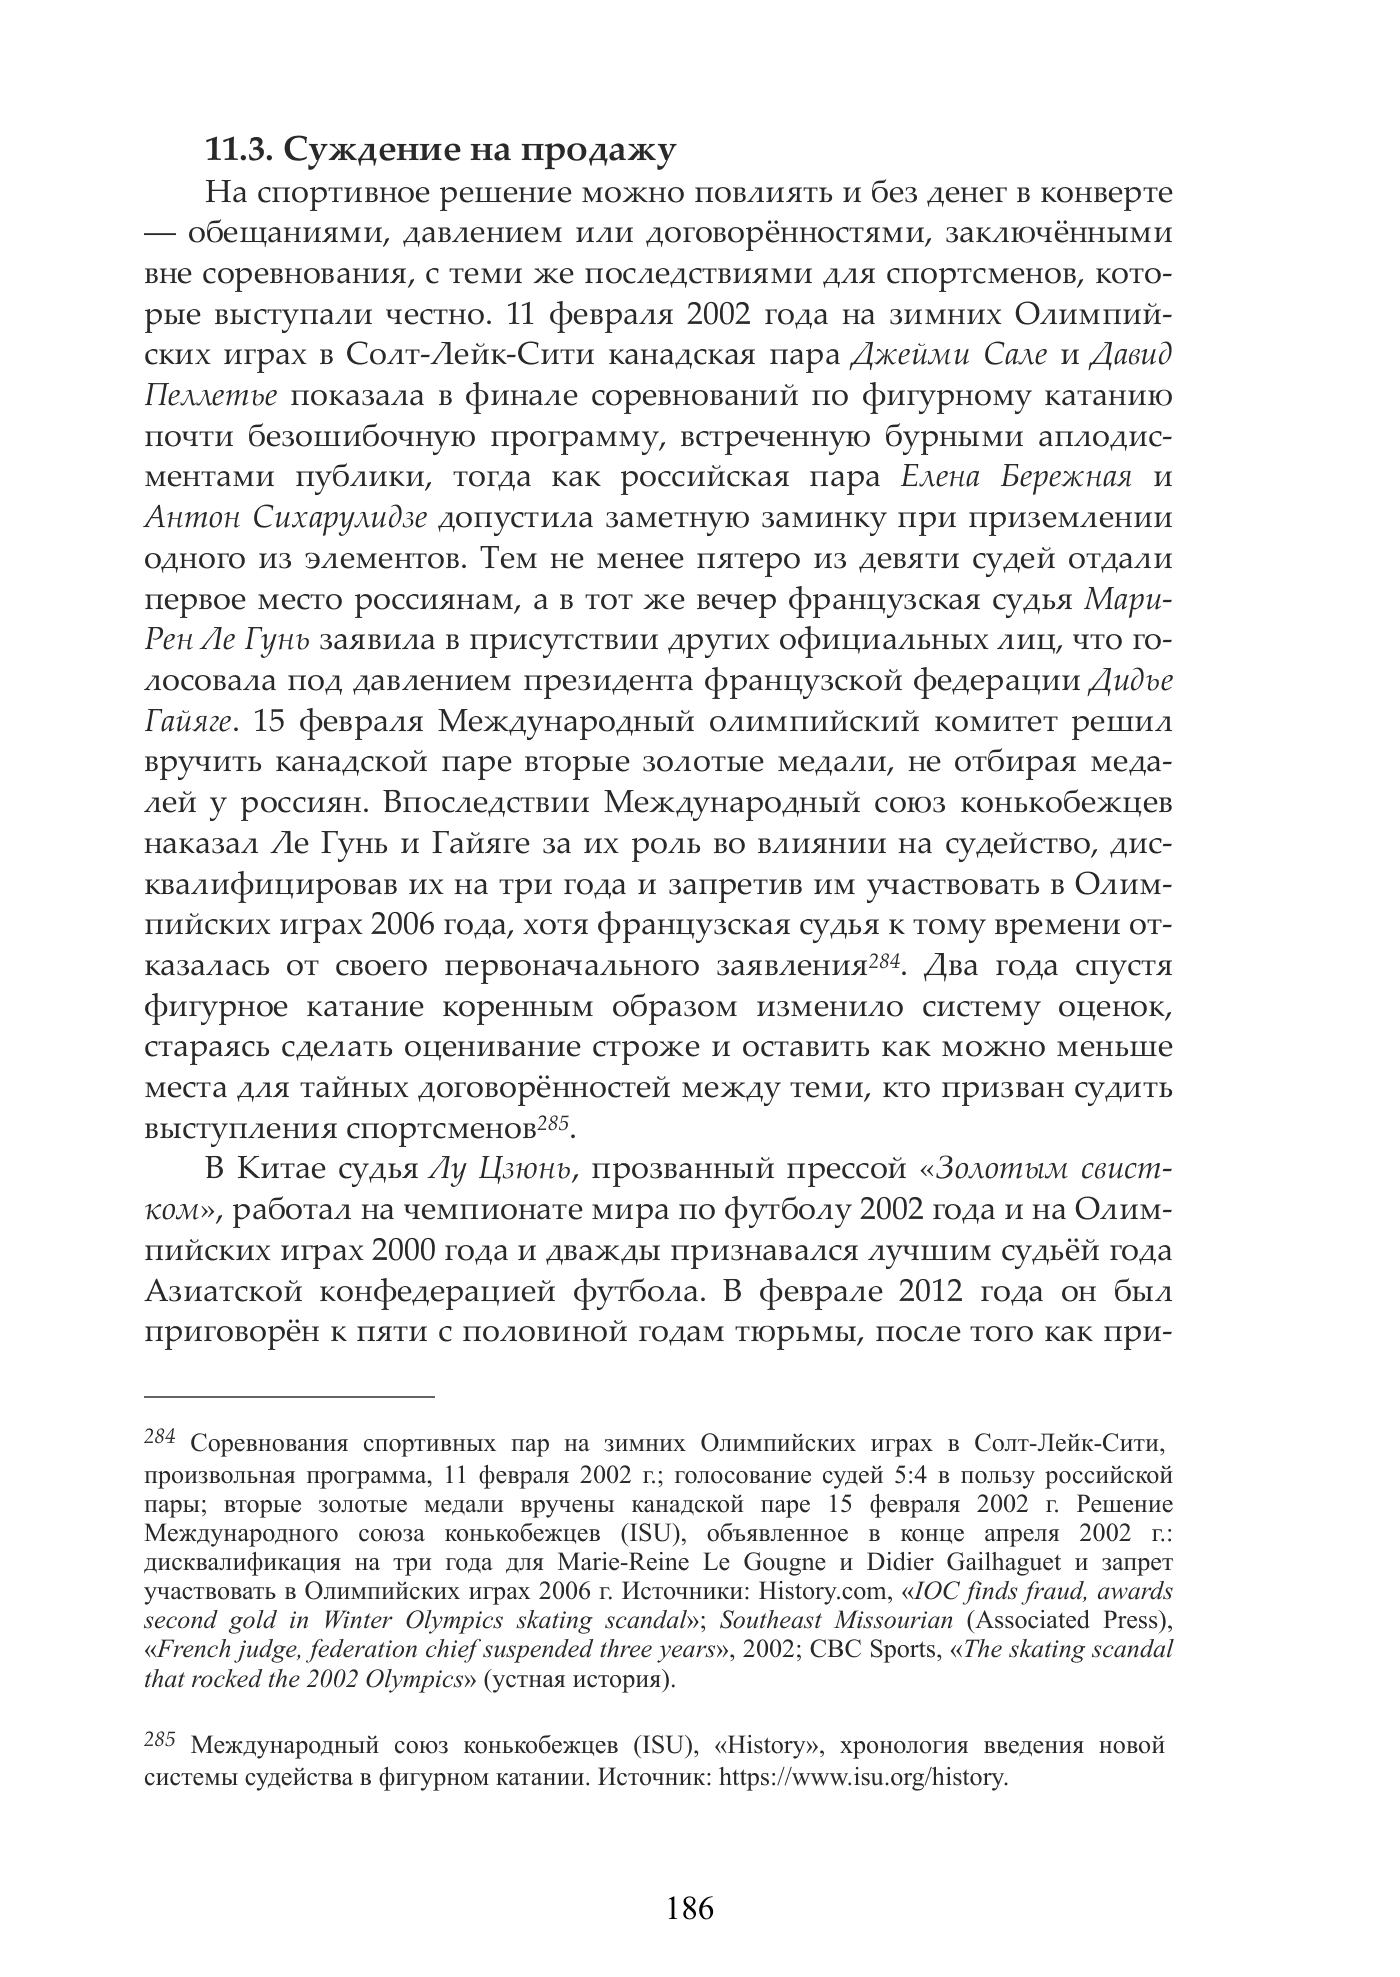 11.3. Суждение на продажу
На спортивное решение можно повлиять и без денег в конверте
— обещаниями, давлением или договорённостями, заключёнными
вне соревнования, с теми же последствиями для спортсменов, кото-
рые выступали честно. 11 февраля 2002 года на зимних Олимпий-
ских играх в Солт-Лейк-Сити канадская пара Джейми Сале и Давид
Пеллетье показала в финале соревнований по фигурному катанию
почти безошибочную программу, встреченную бурными аплодис-
ментами публики, тогда как российская пара Елена Бережная и
Антон Сихарулидзе допустила заметную заминку при приземлении
одного из элементов. Тем не менее пятеро из девяти судей отдали
первое место россиянам, а в тот же вечер французская судья Мари-
Рен Ле Гунь заявила в присутствии других официальных лиц, что го-
лосовала под давлением президента французской федерации Дидье
Гайяге. 15 февраля Международный олимпийский комитет решил
вручить канадской паре вторые золотые медали, не отбирая меда-
лей у россиян. Впоследствии Международный союз конькобежцев
наказал Ле Гунь и Гайяге за их роль во влиянии на судейство, дис-
квалифицировав их на три года и запретив им участвовать в Олим-
пийских играх 2006 года, хотя французская судья к тому времени от-
казалась от своего первоначального заявления284. Два года спустя
фигурное катание коренным образом изменило систему оценок,
стараясь сделать оценивание строже и оставить как можно меньше
места для тайных договорённостей между теми, кто призван судить
выступления спортсменов285.
В Китае судья Лу Цзюнь, прозванный прессой «Золотым свист-
ком», работал на чемпионате мира по футболу 2002 года и на Олим-
пийских играх 2000 года и дважды признавался лучшим судьёй года
Азиатской конфедерацией футбола. В феврале 2012 года он был
приговорён к пяти с половиной годам тюрьмы, после того как при-
284 Соревнования спортивных пар на зимних Олимпийских играх в Солт-Лейк-Сити,
произвольная программа, 11 февраля 2002 г.; голосование судей 5:4 в пользу российской
пары; вторые золотые медали вручены канадской паре 15 февраля 2002 г. Решение
Международного союза конькобежцев (ISU), объявленное в конце апреля 2002 г.:
дисквалификация на три года для Marie-Reine Le Gougne и Didier Gailhaguet и запрет
участвовать в Олимпийских играх 2006 г. Источники: History.com, «IOC finds fraud, awards
second gold in Winter Olympics skating scandal»; Southeast Missourian (Associated Press),
«French judge, federation chief suspended three years», 2002; CBC Sports, «The skating scandal
that rocked the 2002 Olympics» (устная история).
285 Международный союз конькобежцев (ISU), «History», хронология введения новой
системы судейства в фигурном катании. Источник: https://www.isu.org/history.
186